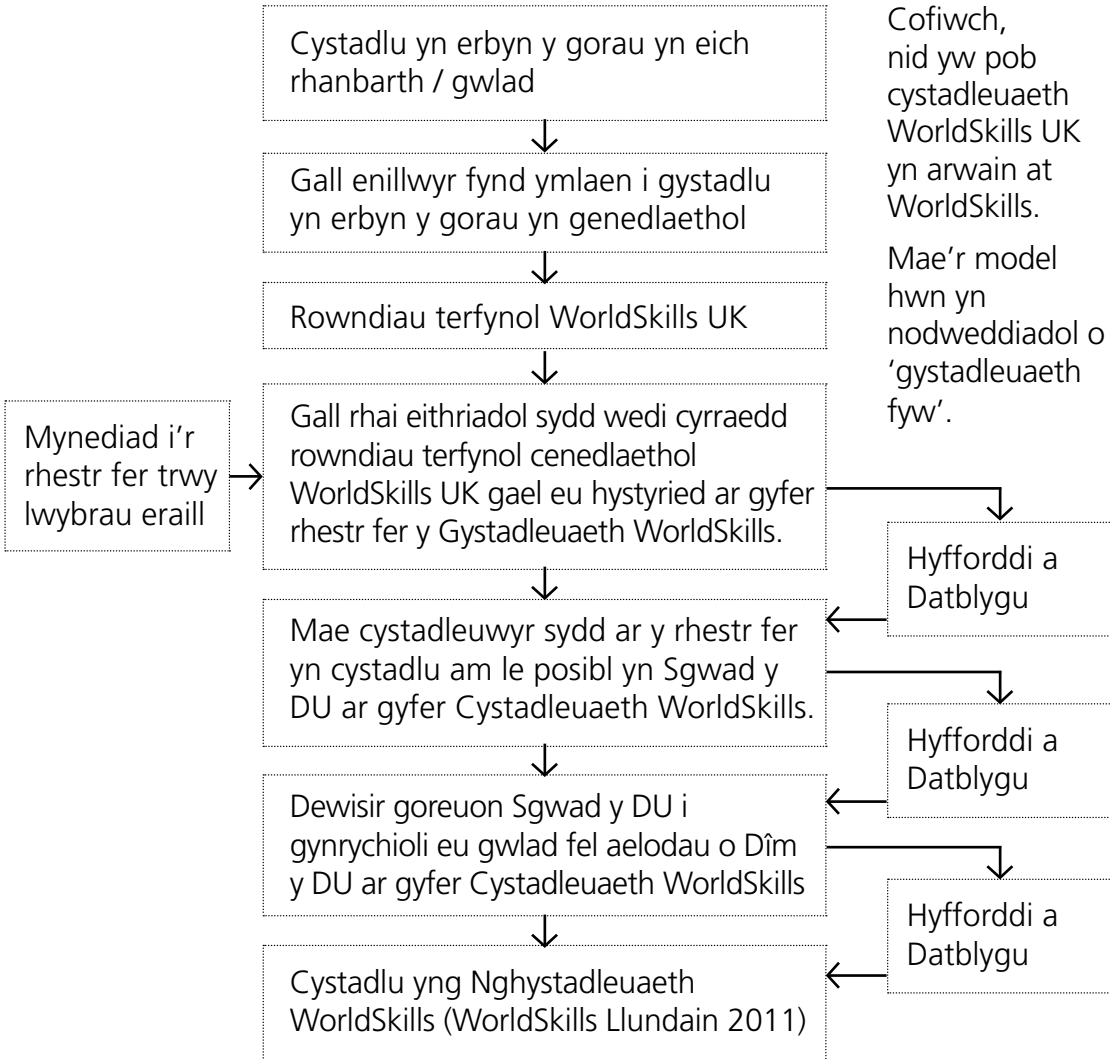 Cystadlu yn erbyn y gorau yn eich
rhanbarth / gwlad
Gall enillwyr fynd ymlaen i gystadlu
yn erbyn y gorau yn genedlaethol
Rowndiau terfynol WorldSkills UK
Mynediad i’r
rhestr fer trwy
lwybrau eraill
Gall rhai eithriadol sydd wedi cyrraedd
rowndiau terfynol cenedlaethol
WorldSkills UK gael eu hystyried ar gyfer
rhestr fer y Gystadleuaeth WorldSkills.
Hyfforddi a
Datblygu
Mae cystadleuwyr sydd ar y rhestr fer
yn cystadlu am le posibl yn Sgwad y
DU ar gyfer Cystadleuaeth WorldSkills.
Hyfforddi a
Datblygu
Dewisir goreuon Sgwad y DU i
gynrychioli eu gwlad fel aelodau o Dîm
y DU ar gyfer Cystadleuaeth WorldSkills
Hyfforddi a
Datblygu
Cystadlu yng Nghystadleuaeth
WorldSkills (WorldSkills Llundain 2011)
Cofiwch,
nid yw pob
cystadleuaeth
WorldSkills UK
yn arwain at
WorldSkills.
Mae’r model
hwn yn
nodweddiadol o
‘gystadleuaeth
fyw’.